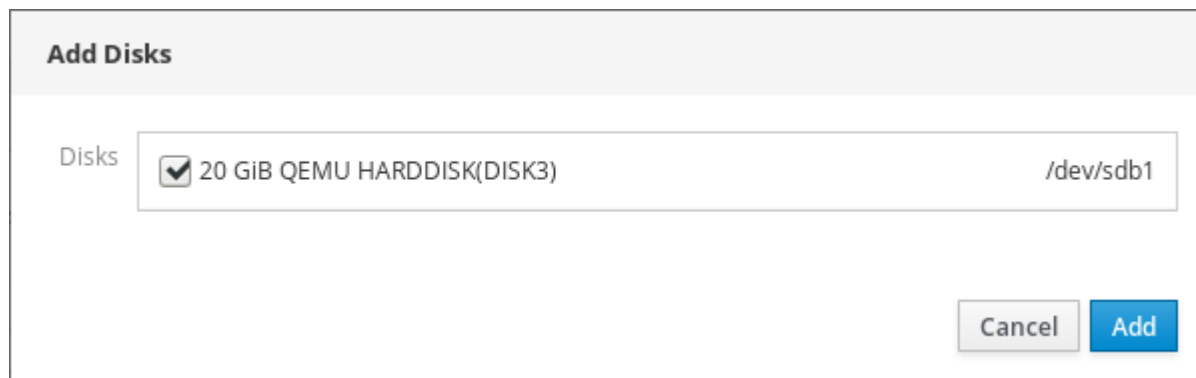 Add Disks
Disks
20 GiB QEMU HARDDISK(DISK3) /dev/sdb1
Cancel Add